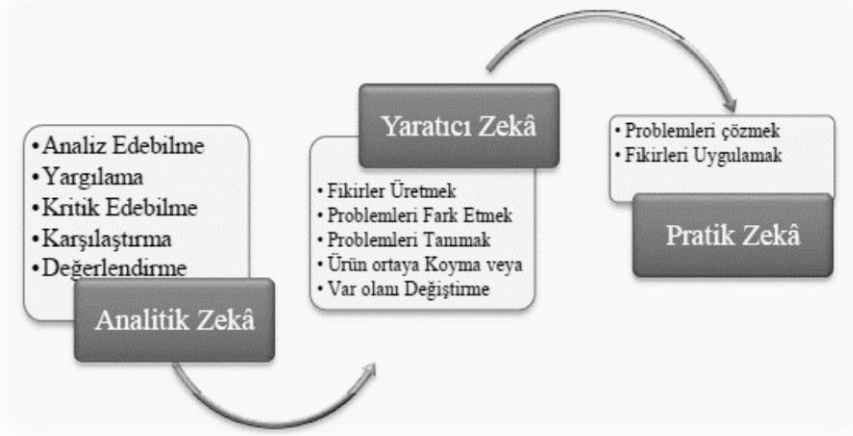 • Analiz Edebilme
• Yargılama
• Kritik Edebilme
• Karşılaştırma
• Değerlendirme
Analitik Zekâ
Yaratıcı Zekâ
• Fikirler Üretmek
• Problemleri Fark Etmek
• Problemleri Tanımak
• Ürün ortaya Koyma veya
• Var olanı Değiştirme
• Problemleri çözmek
• Fikirleri Uygulamak
Pratik Zekâ